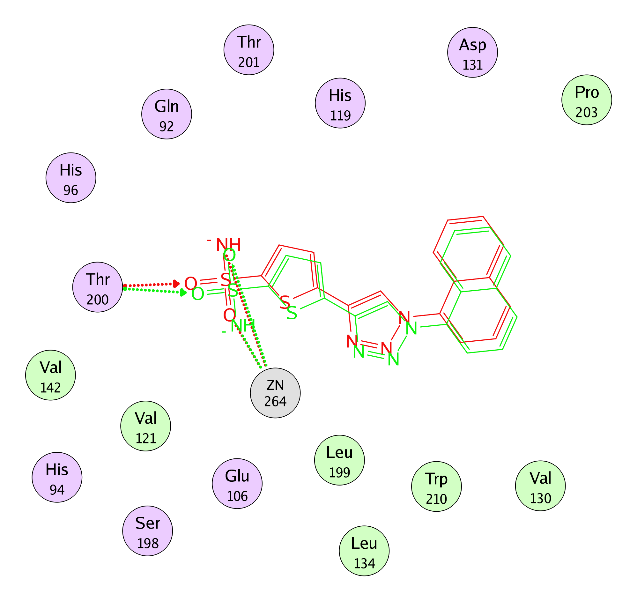 Thr
201
Asp
131
His
119
Pro
203
Gln
92
His
96
Thr
200
- NH
O
O
S
O
S
O
- NH
S
S
N
N
N
N
N
N
Val
142
ZN
264
Val
121
Leu
199
His
94
Glu
106
Trp
210
Val
130
Ser
198
Leu
134